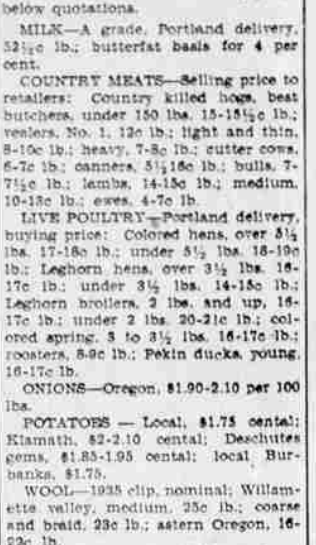 below quotations.
MILK—A grade, Portland delivery,
52½c lb.; butterfat basis for 4 per
cent.
COUNTRY MEATS—Selling price to
retailers: Country killed hogs, best
butchers, under 150 lbs. 15-15½c lb.;
vealers, No. 1, 12c lb.; light and thin,
8-10c lb.; heavy, 7-8c lb.; cutter cows,
6-7c lb.; canners, 5½16c lb.; bulls, 7-
7½c lb.; lambs, 14-15c lb.; medium,
10-13c lb.; ewes, 4-7c lb.
LIVE POULTRY—Portland delivery,
buying price: Colored hens, over 5½
lbs. 17-18c lb.; under 5½ lbs. 18-19c
lb.; Leghorn hens, over 3½ lbs. 16-
17c lb.; under 3½ lbs. 14-15c lb.;
Leghorn broilers, 2 lbs. and up, 16-
17c lb.; under 2 lbs. 20-21c lb.; col-
ored spring, 3 to 3½ lbs. 16-17c lb.;
roosters, 8-9c lb.; Pekin ducks, young,
16-17c lb.
ONIONS—Oregon, $1.90-2.10 per 100
lbs.
POTATOES — Local, $1.75 cental;
Klamath, $2-2.10 cental; Deschutes
gems, $1.85-1.95 cental; local Bur-
banks, $1.75.
WOOL—1935 clip, nominal; Willam-
ette valley, medium, 25c lb.; coarse
and braid, 23c lb.; astern Oregon, 16-
22c lb.